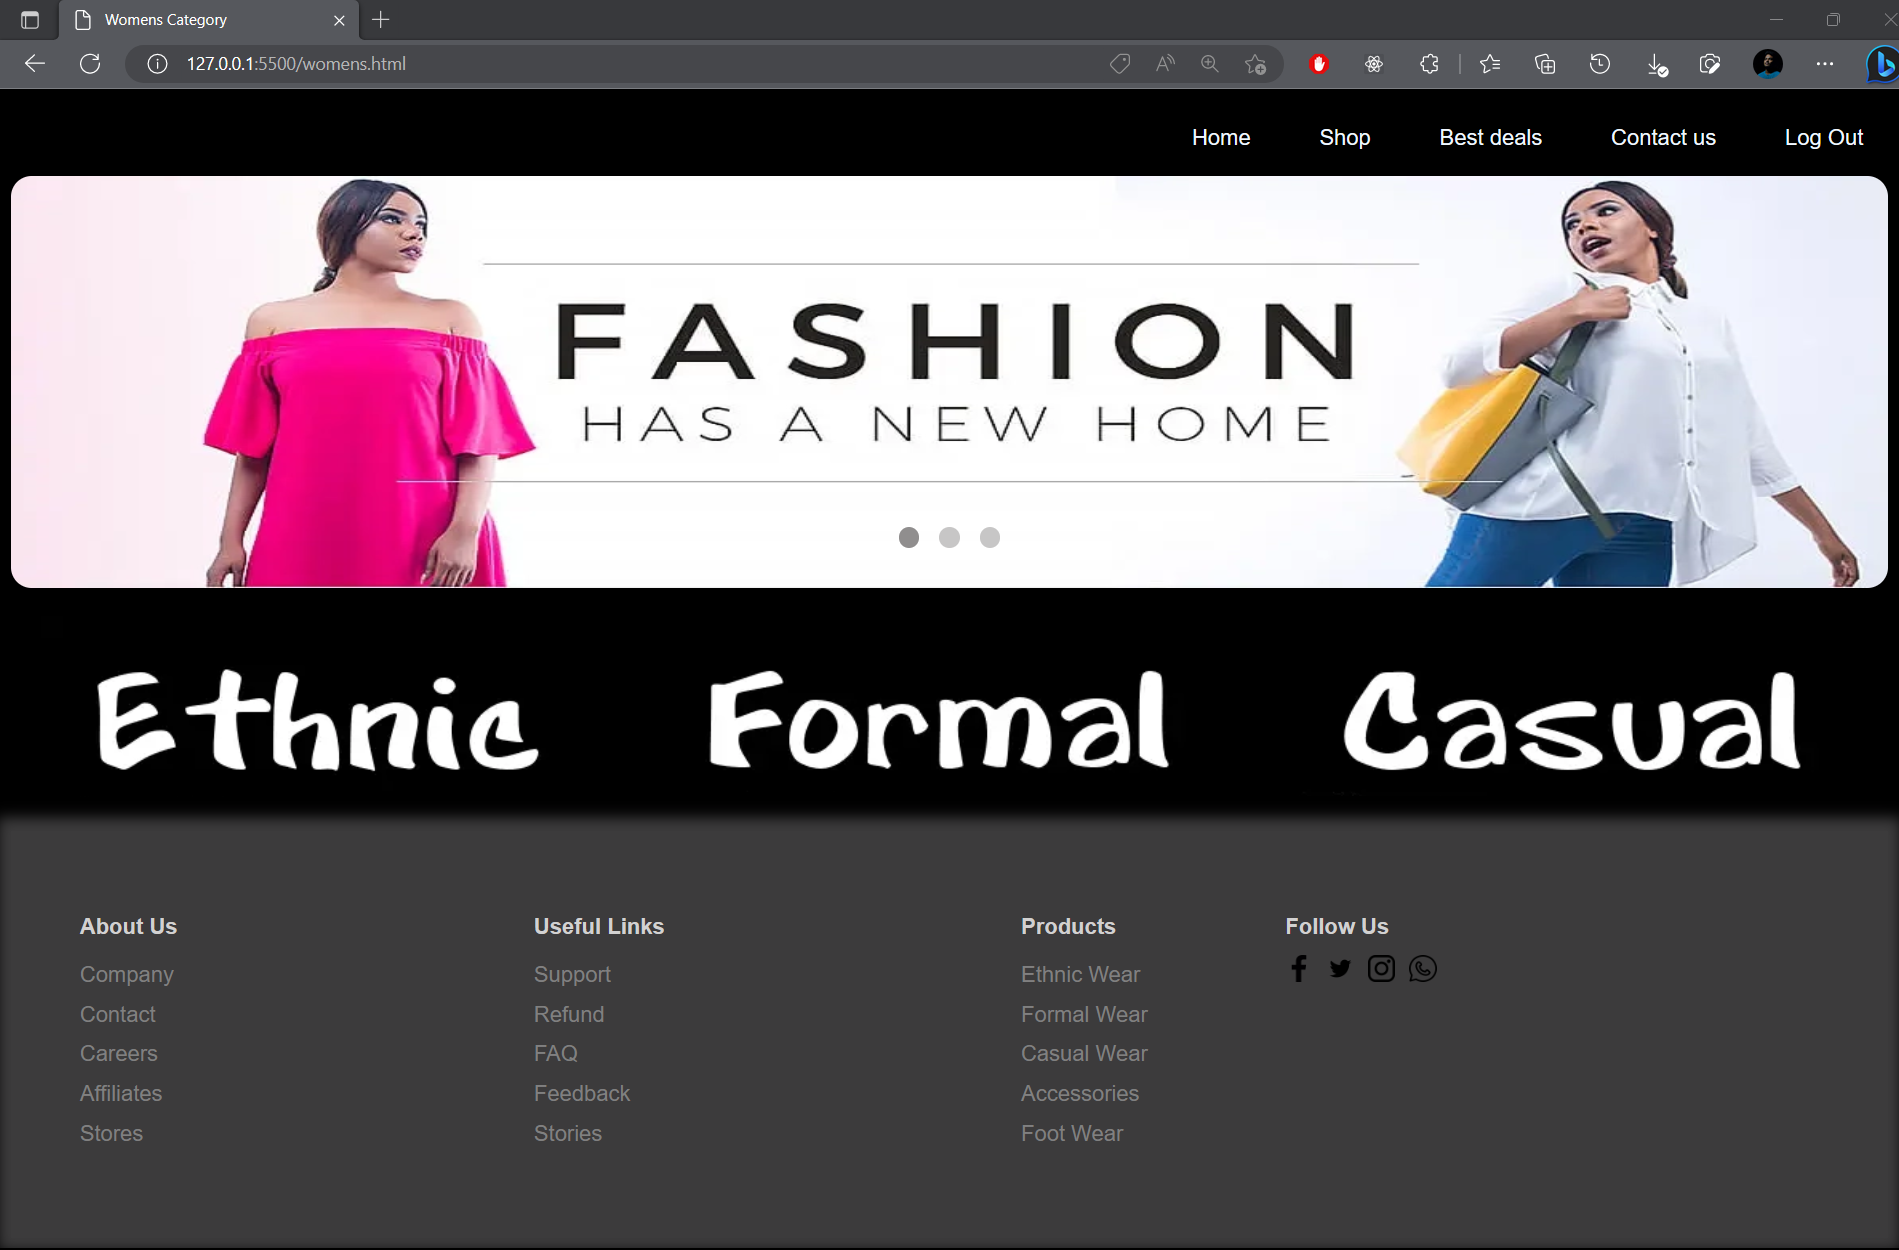 Womens Category
127.0.0.1:5500/womens.html
Home Shop Best deals Contact us Log Out
FASHION
HAS A NEW HOME
Ethnic Formal Casual
About Us Useful Links Products Follow Us
Company Support Ethnic Wear
Contact Refund Formal Wear
Careers FAQ Casual Wear
Affiliates Feedback Accessories
Stores Stories Foot Wear